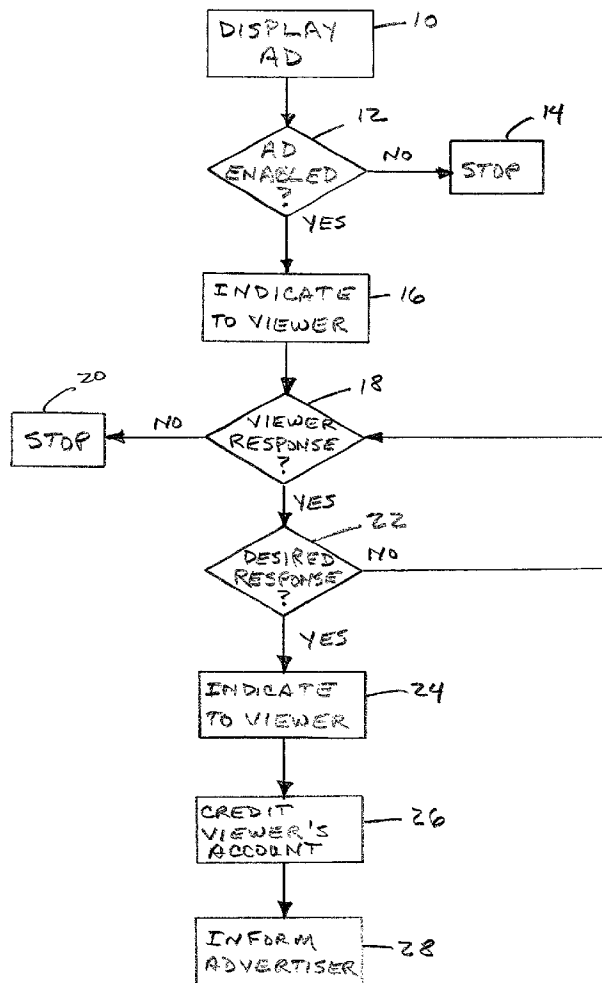 DISPLAY
AD
10
12
14
AD
ENABLED
?
NO
STOP
YES
INDICATE
TO VIEWER
16
20
18
STOP
NO
VIEWER
RESPONSE
?
YES
22
DESIRED
RESPONSE
?
NO
YES
INDICATE
TO VIEWER
24
CREDIT
VIEWER'S
ACCOUNT
26
INFORM
ADVERTISER
28